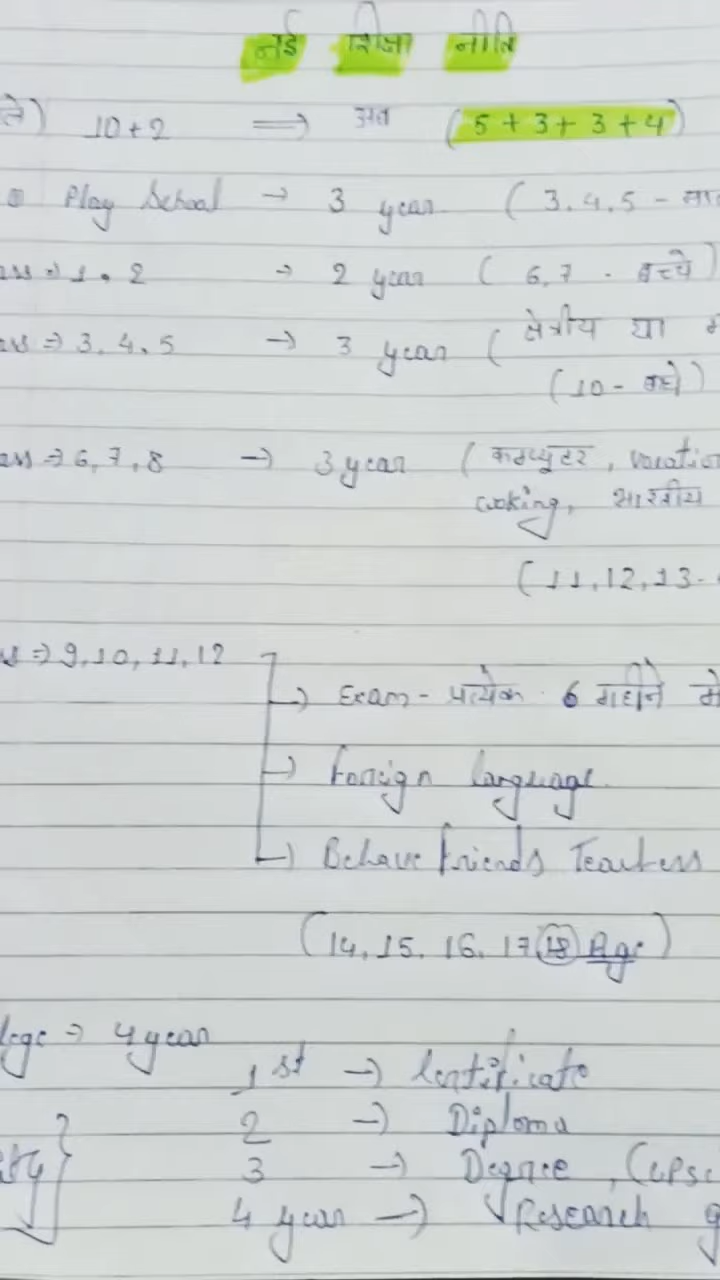 नई शिक्षा नीति
10+2 ⟹ अब (5+3+3+4)
Play School → 3 year (3.4.5 -
⇒ 1.2 → 2 year (6,7 - बच्चे)
⇒ 3,4,5 → 3 year (क्षेत्रीय या
(10 - बच्चे)
⇒ 6,7,8 → 3 year (कम्प्यूटर,
cooking, भारतीय
(11,12,13-
⇒ 9,10,11,12
→ Exam - प्रत्येक 6 महीने में
→ Foreign language
→ Behave Friends Teachers
(14, 15. 16. 17 18 Age)
⇒ 4 year
1st → Certificate
2 → Diploma
3 → Degree,
4 year → Research